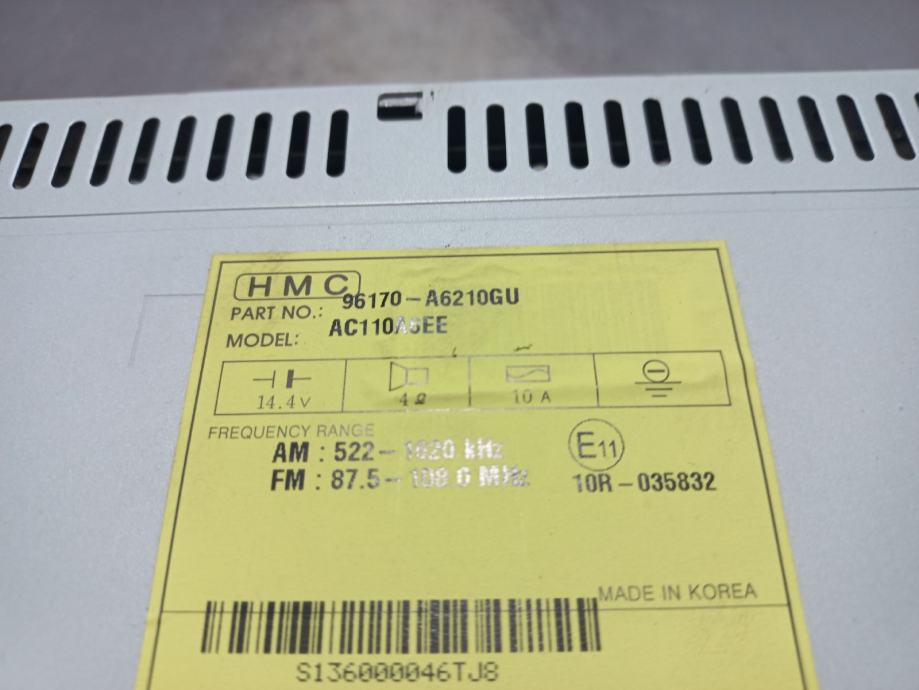 HMC
PART NO.: 96170-A6210GU
MODEL: AC110A6EE
14.4V 4Ω 10 A
FREQUENCY RANGE
AM : 522-1620 kHz
FM : 87.5-108.0 MHz
E11
10R-035832
MADE IN KOREA
S136000046TJ8